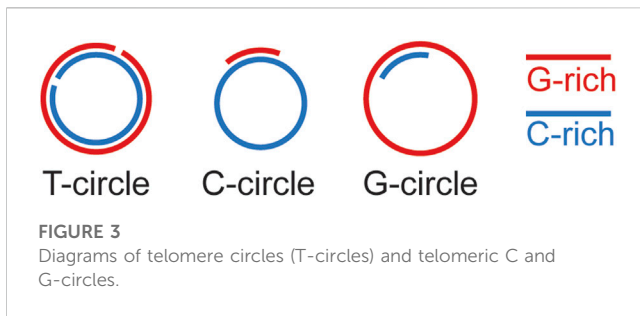 T-circle C-circle G-circle
G-rich
C-rich
FIGURE 3
Diagrams of telomere circles (T-circles) and telomeric C and
G-circles.